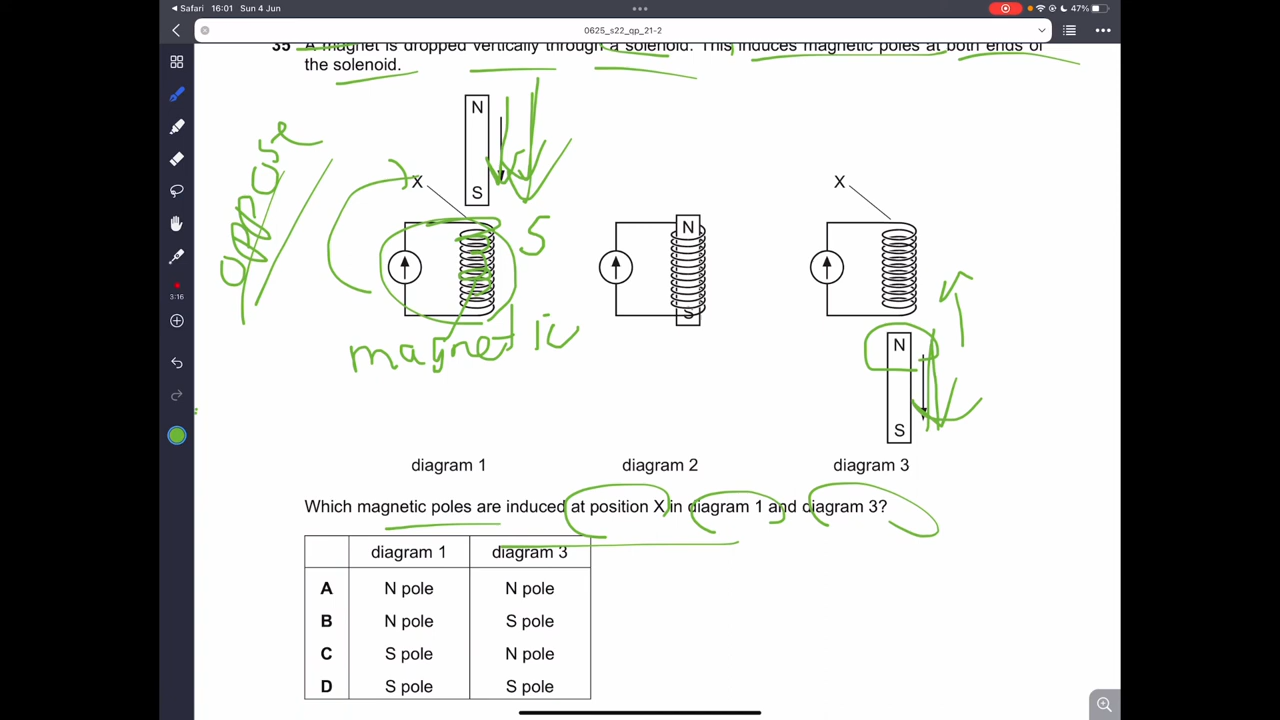 Safari 16:01 Sun 4 Jun 47%
0625_s22_qp_21-2
35 A magnet is dropped vertically through a solenoid. This induces magnetic poles at both ends of
the solenoid.
N
S
X
oppose
S
magnetic
N
S
X
N
S
3:16
diagram 1 diagram 2 diagram 3
Which magnetic poles are induced at position X in diagram 1 and diagram 3?
diagram 1 diagram 3
A N pole N pole
B N pole S pole
C S pole N pole
D S pole S pole